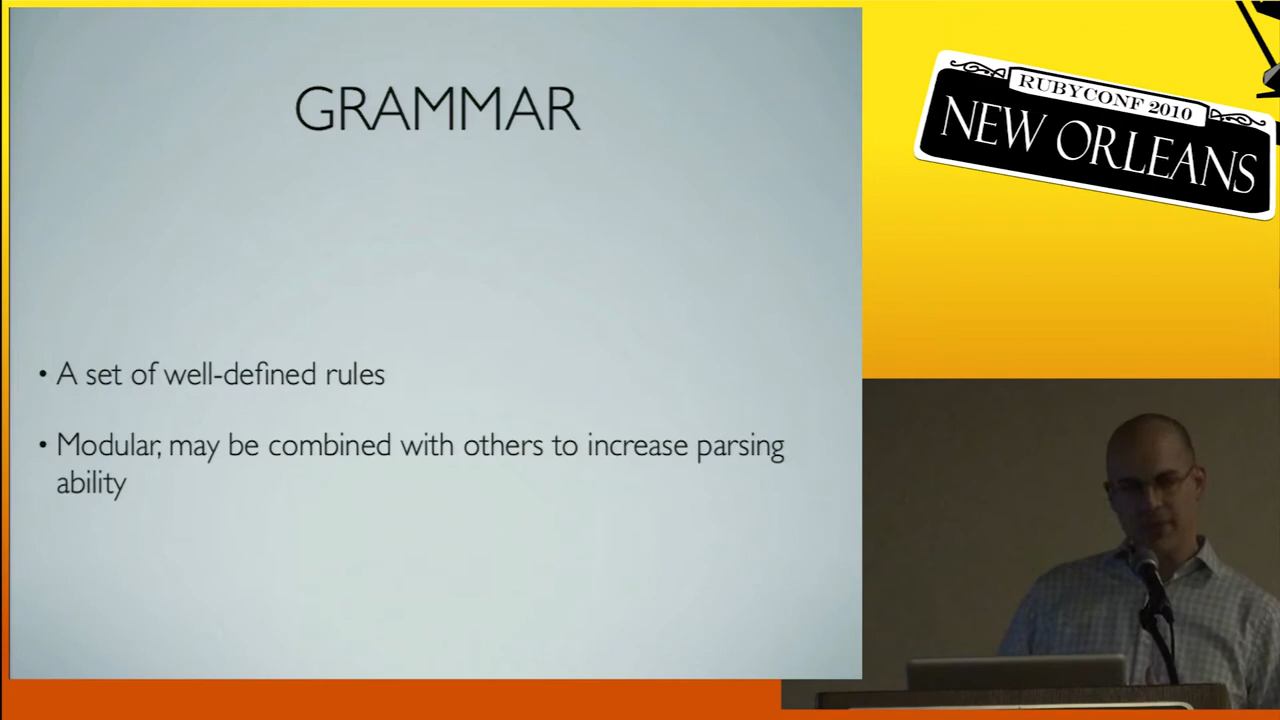 GRAMMAR
• A set of well-defined rules
• Modular, may be combined with others to increase parsing
ability
RUBYCONF 2010
NEW ORLEANS